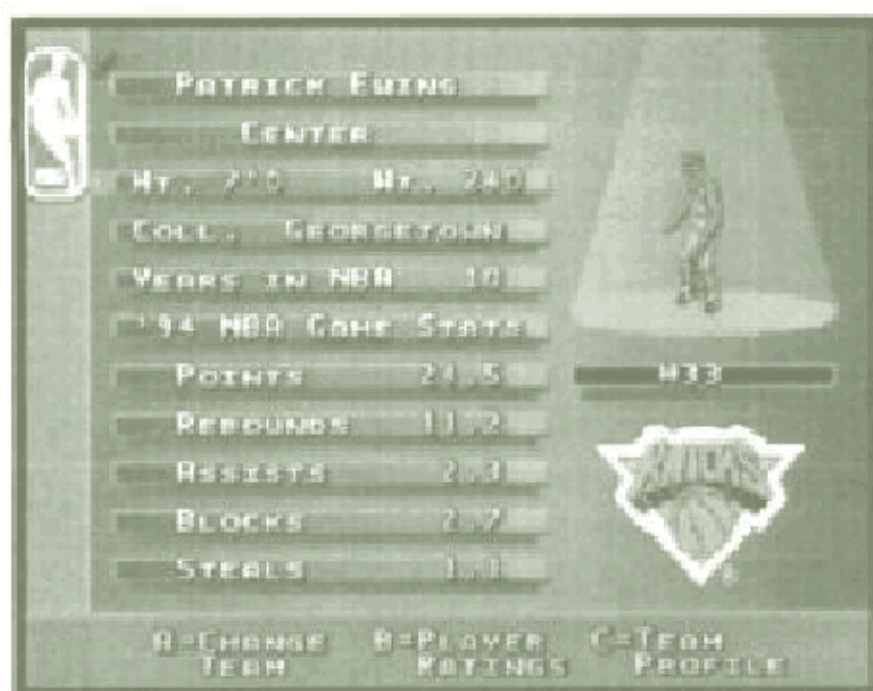 PATRICK EWING
CENTER
HT. 7'0 WT. 240
COLL. GEORGETOWN
YEARS IN NBA 10
'94 NBA GAME STATS
POINTS 24.5
REBOUNDS 11.2
ASSISTS 2.3
BLOCKS 2.7
STEALS
#33
KNICKS
A=CHANGE TEAM
B=PLAYER RATINGS
C=TEAM PROFILE